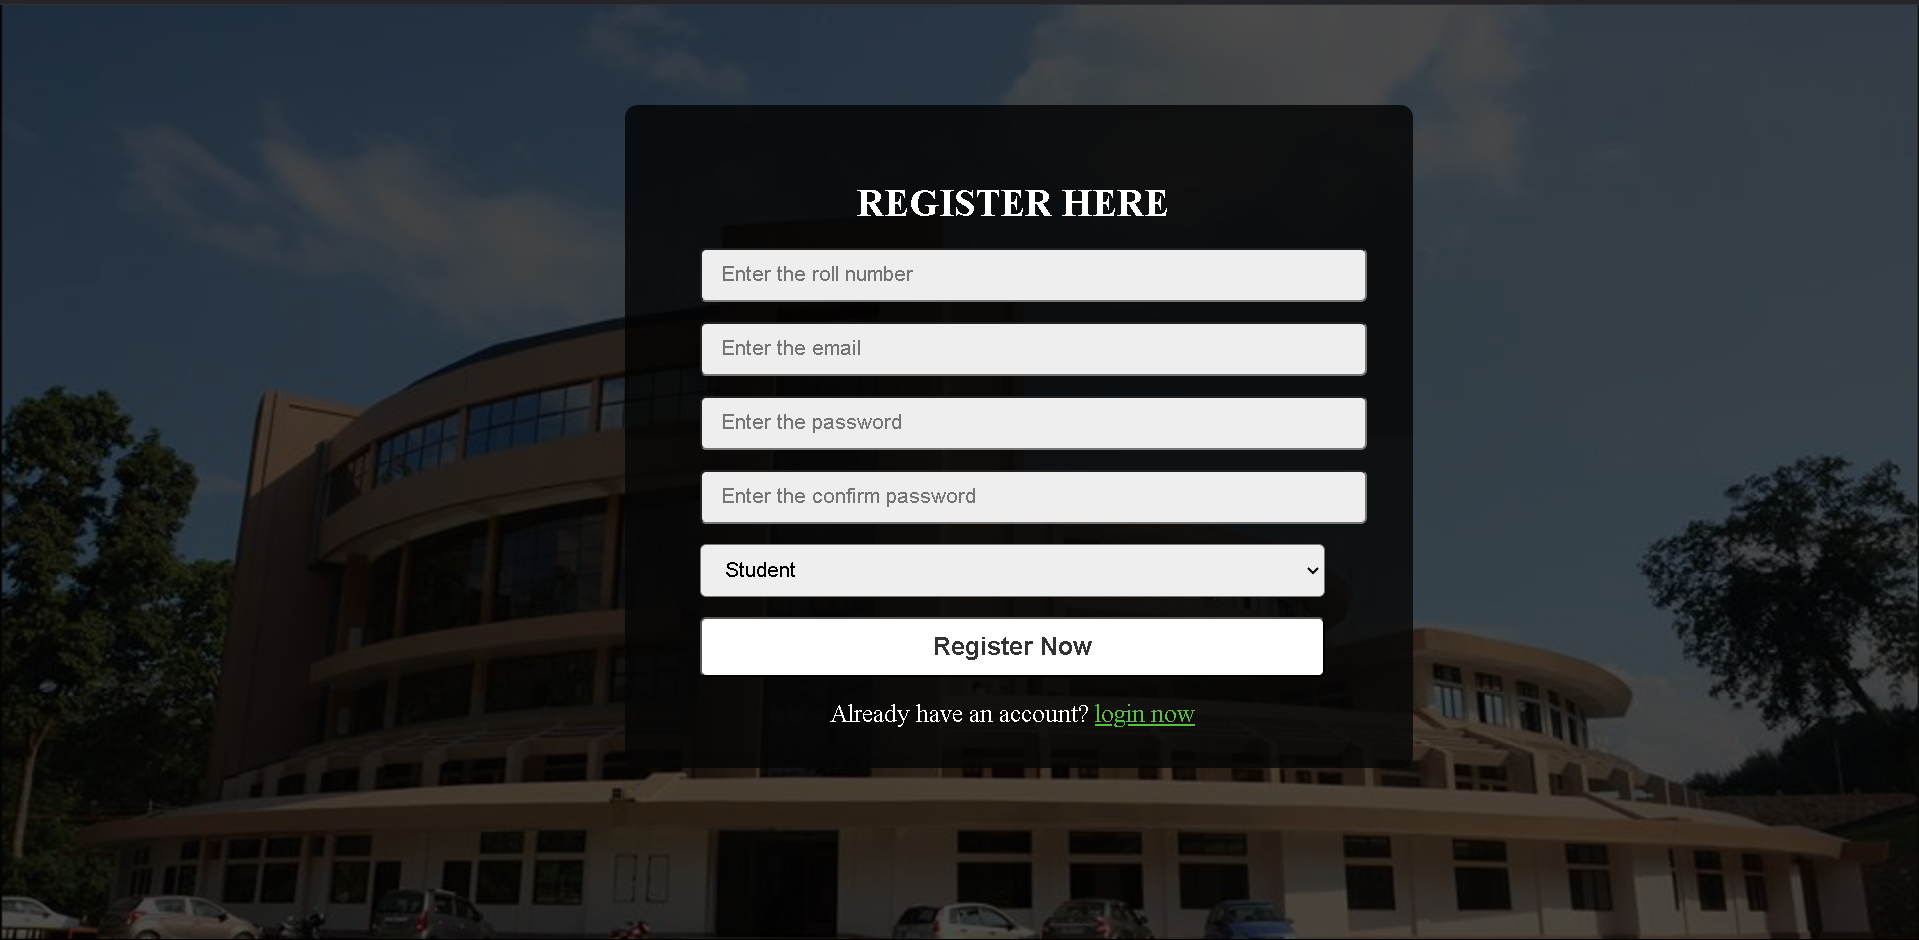 REGISTER HERE
Enter the roll number
Enter the email
Enter the password
Enter the confirm password
Student
Register Now
Already have an account? login now